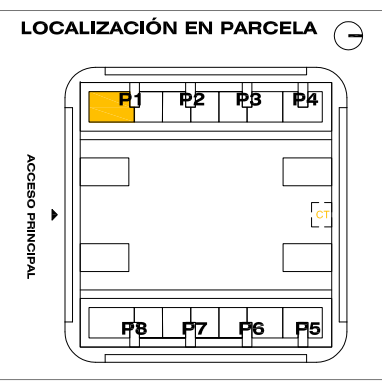 LOCALIZACIÓN EN PARCELA
P1 P2 P3 P4
ACCESO PRINCIPAL
CT
P8 P7 P6 P5